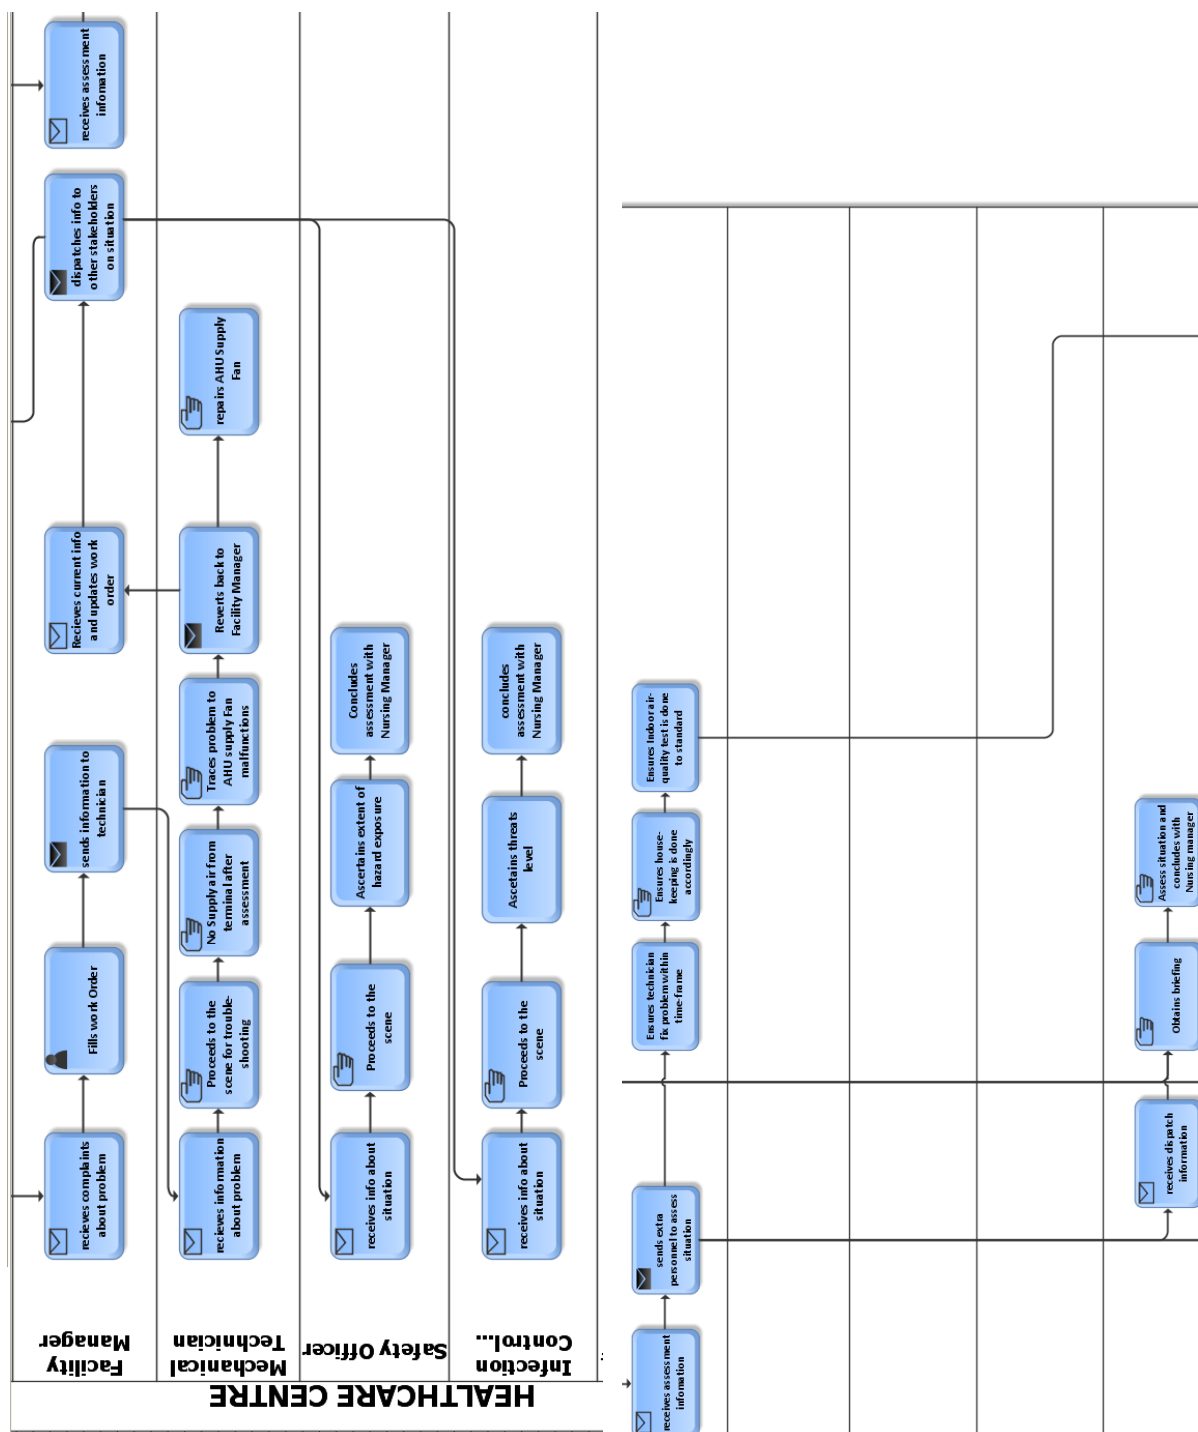 HEALTHCARE CENTRE
Facility
Manager
recieves complaints
about problem
Fills work Order
sends information to
technician
Recieves current info
and updates work
order
dispatches info to
other stakeholders
on situation
receives assessment
infomation
Mechanical
Technician
recieves information
about problem
Proceeds to the
scene for trouble-
shooting
No Supply air from
terminal after
assessment
Traces problem to
AHU supply Fan
malfunctions
Reverts back to
Facility Manager
repairs AHU Supply
Fan
Safety Officer
receives info about
situation
Proceeds to the
scene
Ascertains extent of
hazard exposure
Concludes
assessment with
Nursing Manager
Infection
Control...
receives info about
situation
Proceeds to the
scene
Ascetains threats
level
concludes
assessment with
Nursing Manager
receives assessment
infomation
sends extra
personnel to assess
situation
Ensures technician
fix problem within
time-frame
Ensures house-
keeping is done
accordingly
Ensures Indoor air-
quality test is done
to standard
receives dispatch
information
Obtains briefing
Assess situation and
concludes with
Nursing manager